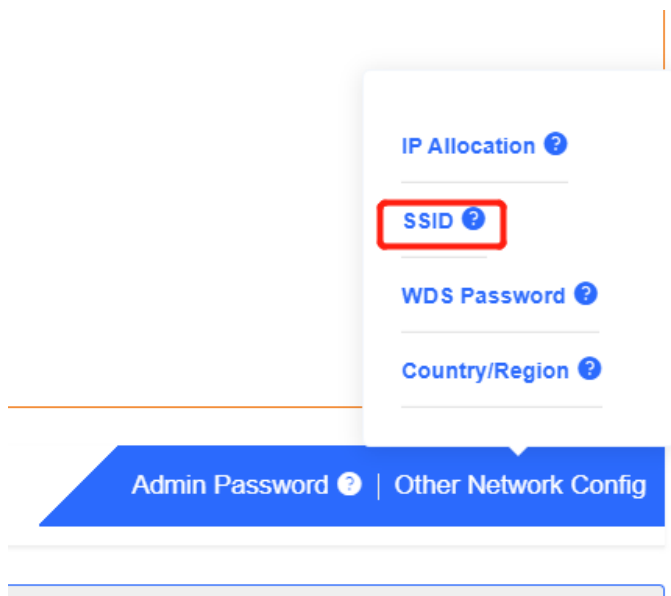 IP Allocation ?
SSID ?
WDS Password ?
Country/Region ?
Admin Password ? | Other Network Config